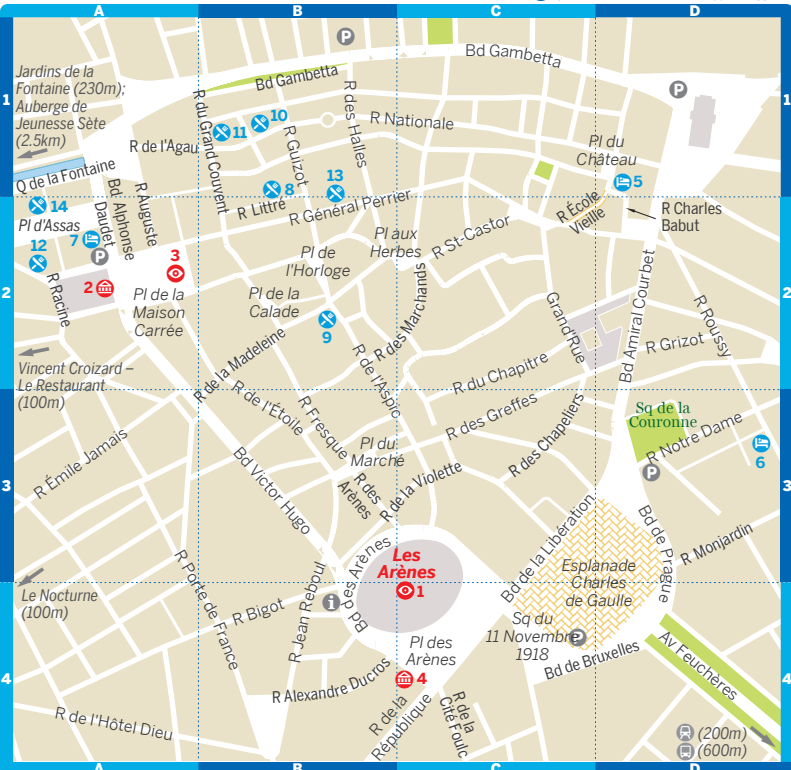 A
B
C
D
1
Jardins de la
Fontaine (230m);
Auberge de
Jeunesse Sète
(2.5km)
P
Bd Gambetta
Bd Gambetta
P
1
R du Grand Couvent
11
10
R Guizot
R des Halles
R Nationale
Pl du
Château
R de l'Agau
Q de la Fontaine
8
13
5
14
Pl d'Assas
7
12
Bd Alphonse
Daudet
R Auguste
R Littré
R Général Perrier
R École
Vieille
R Charles
Babut
P
3
2
2
R Racine
Pl de la
Maison
Carrée
Pl de
l'Horloge
Pl aux
Herbes
R St-Castor
Pl de la
Calade
9
R des Marchands
Grand'Rue
Bd Amiral Courbet
R Roussy
R Grizot
2
Vincent Croizard –
Le Restaurant
(100m)
R de la Madeleine
R de l'Aspic
R du Chapitre
R de l'Étoile
R Fresque
R des Greffes
R des Chapeliers
Sq de la
Couronne
R Notre Dame
6
P
3
R Émile Jamais
Bd Victor Hugo
Pl du
Marché
R des
Arènes
R de la Violette
3
Bd des Arènes
Les
Arènes
1
Bd de la Libération
Esplanade
Charles
de Gaulle
Bd de Prague
R Monjardin
Le Nocturne
(100m)
R Porte de France
R Bigot
R Jean Reboul
i
Sq du
11 Novembre
1918
P
Pl des
Arènes
4
4
Bd de Bruxelles
Av Feuchères
4
R Alexandre Ducros
R de la
République
R de la
Cité Foulc
R de l'Hôtel Dieu
(200m)
(600m)
A
B
C
D